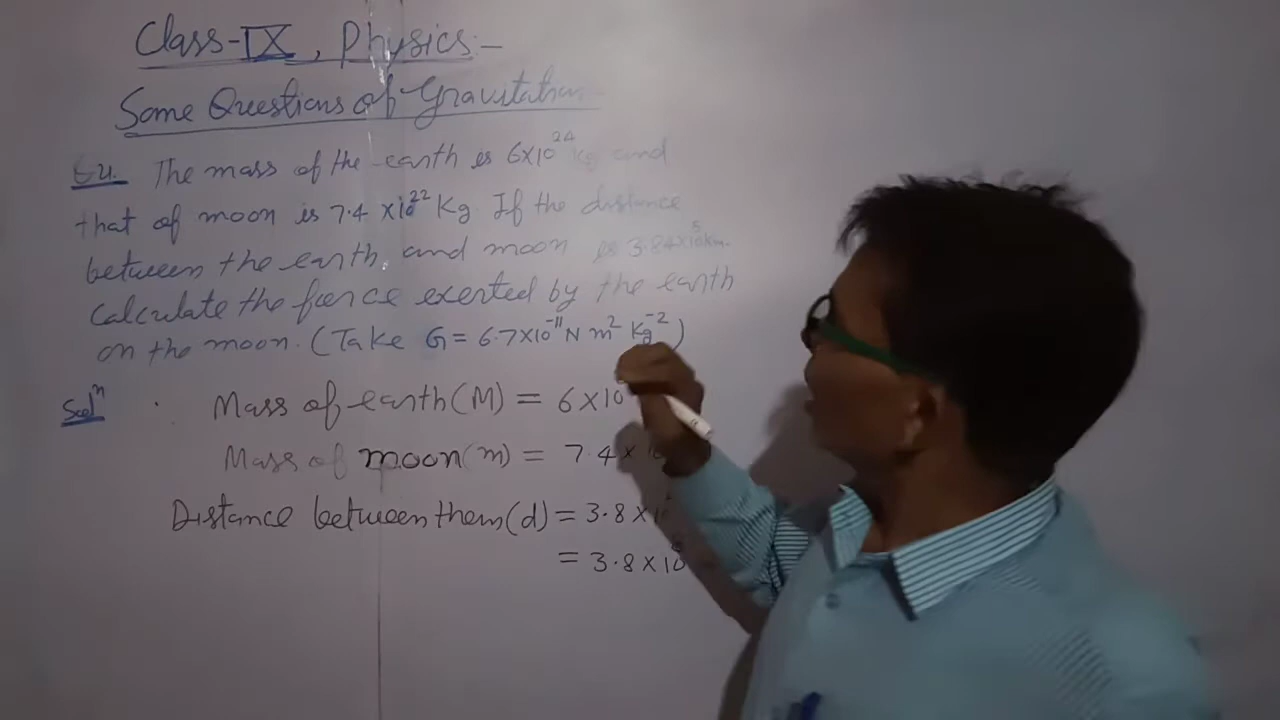 Class-IX, Physics:-
Some Questions of Gravitation
Ex. The mass of the earth is 6×10²⁴ kg and
that of moon is 7.4 ×10²² Kg If the distance
between the earth and moon is 3.84×10⁵km.
Calculate the force exerted by the earth
on the moon. (Take G = 6.7×10⁻¹¹ N m² Kg⁻²)
Solⁿ Mass of earth(M) = 6×10
Mass of moon(m) = 7.4×
Distance between them(d) = 3.8×1
= 3.8×10